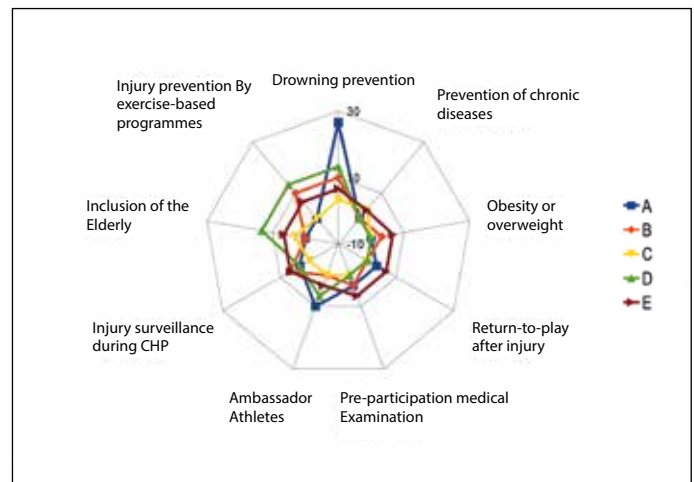 Drowning prevention
Injury prevention By
exercise-based
programmes
Prevention of chronic
diseases
30
Inclusion of the
Elderly
Obesity or
overweight
A
B
C
D
E
-10
Injury surveillance
during CHP
Return-to-play
after injury
Ambassador
Athletes
Pre-participation medical
Examination